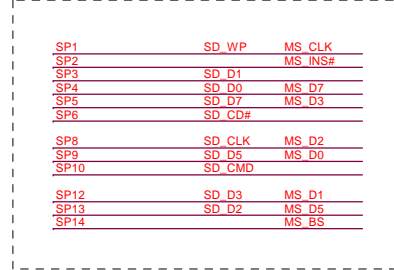 SP1 SD_WP MS_CLK
SP2 MS_INS#
SP3 SD_D1
SP4 SD_D0 MS_D7
SP5 SD_D7 MS_D3
SP6 SD_CD#
SP8 SD_CLK MS_D2
SP9 SD_D5 MS_D0
SP10 SD_CMD
SP12 SD_D3 MS_D1
SP13 SD_D2 MS_D5
SP14 MS_BS